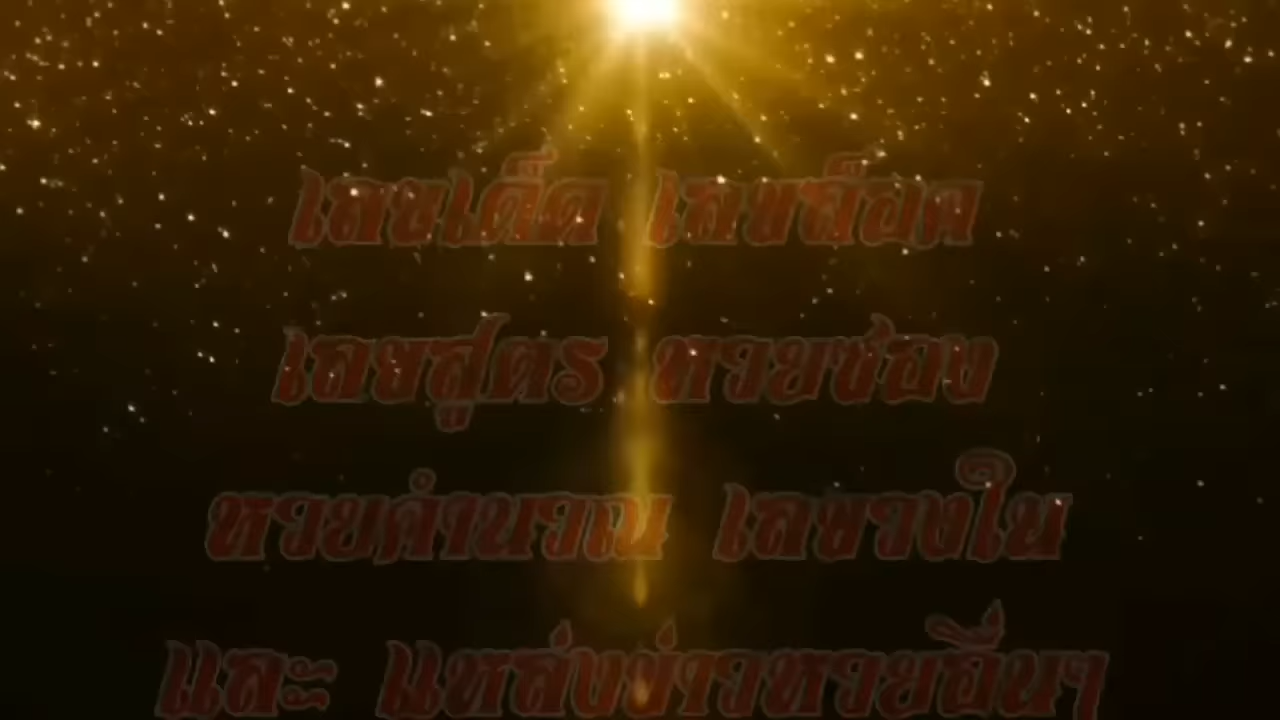 เลขเด็ด เลขล็อค
เลขสูตร หวยซอง
หวยคำนวณ เลขวงใน
และ แหล่งข่าวหวยอื่นๆ